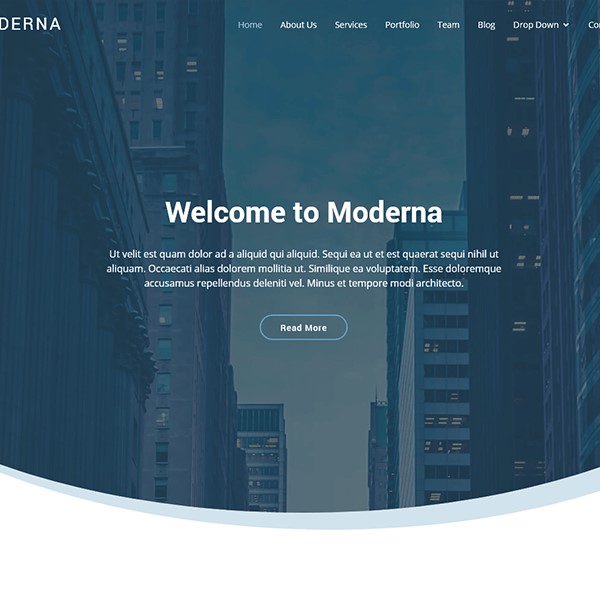 DERNA
Home About Us Services Portfolio Team Blog Drop Down Co
Welcome to Moderna
Ut velit est quam dolor ad a aliquid qui aliquid. Sequi ea ut et est quaerat sequi nihil ut
aliquam. Occaecati alias dolorem mollitia ut. Similique ea voluptatem. Esse doloremque
accusamus repellendus deleniti vel. Minus et tempore modi architecto.
Read More